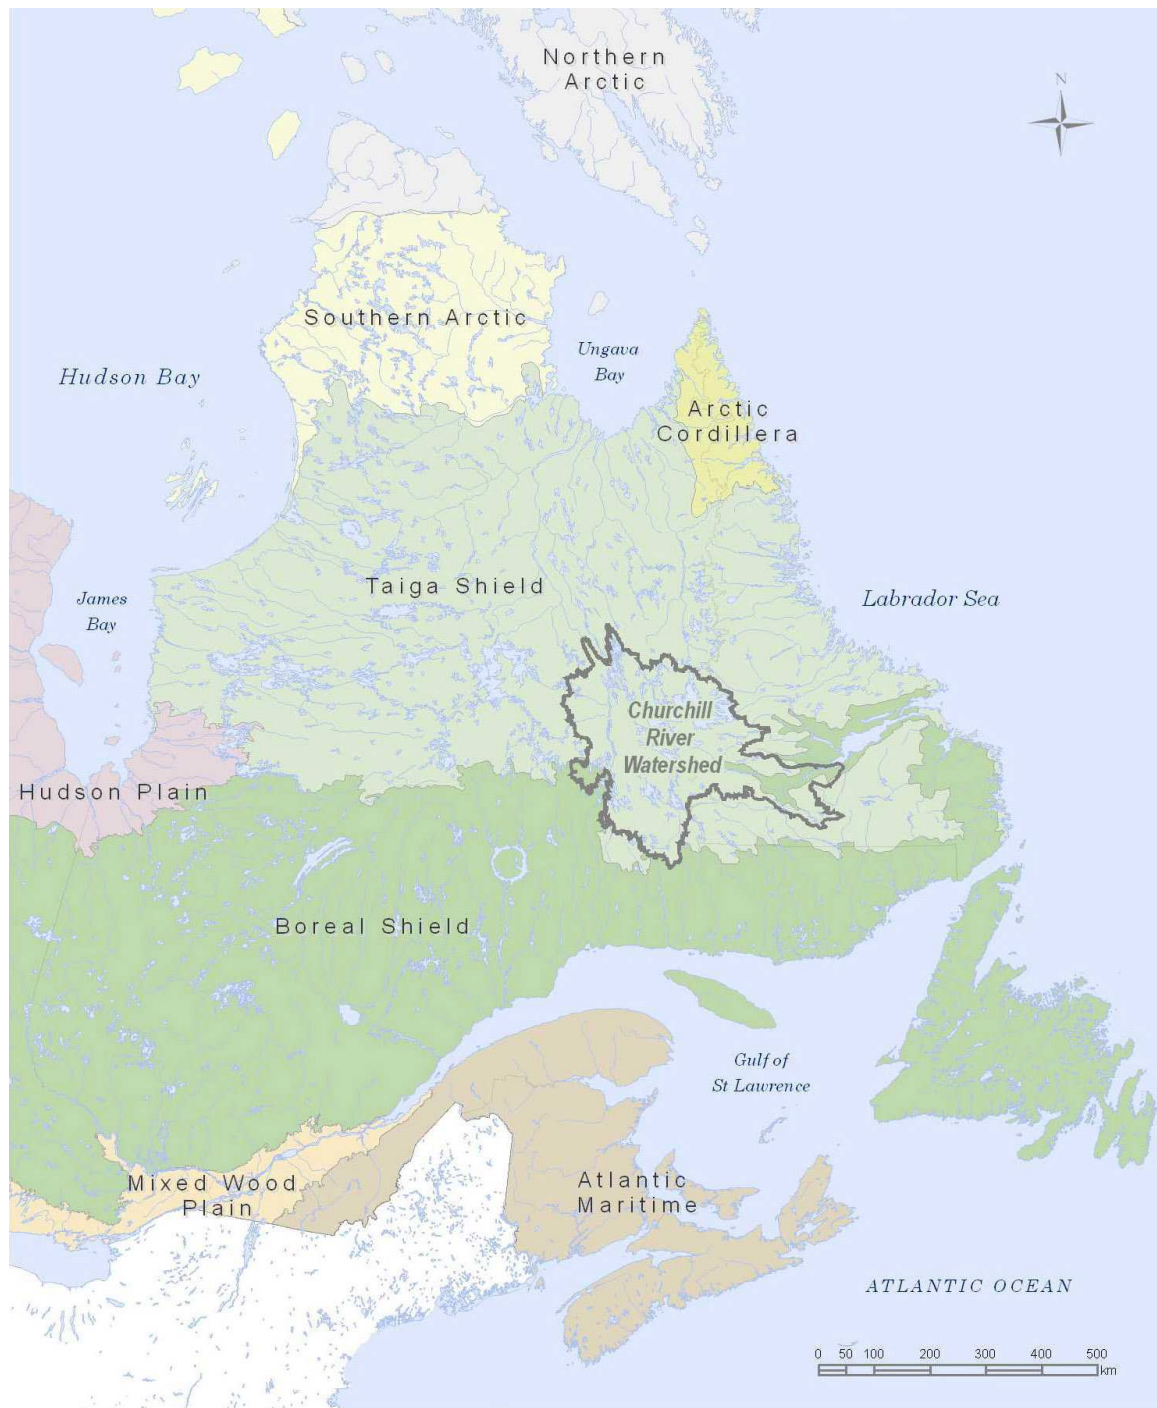 Northern
Arctic
N
Southern Arctic
Ungava
Bay
Hudson Bay
Arctic
Cordillera
Taiga Shield
James
Bay
Labrador Sea
Churchill
River
Watershed
Hudson Plain
Boreal Shield
Gulf of
St Lawrence
Mixed Wood
Plain
Atlantic
Maritime
ATLANTIC OCEAN
0 50 100 200 300 400 500
km